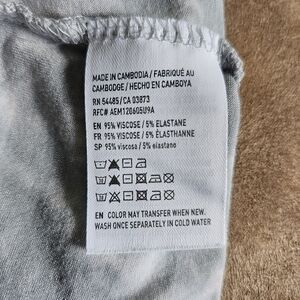 MADE IN CAMBODIA / FABRIQUÉ AU
CAMBODGE / HECHO EN CAMBOYA
RN 54485 / CA 03873
RFC# AEM120605U9A
EN 95% VISCOSE / 5% ELASTANE
FR 95% VISCOSE / 5% ÉLASTHANNE
SP 95% viscosa / 5% elastano
EN COLOR MAY TRANSFER WHEN NEW.
WASH ONCE SEPARATELY IN COLD WATER